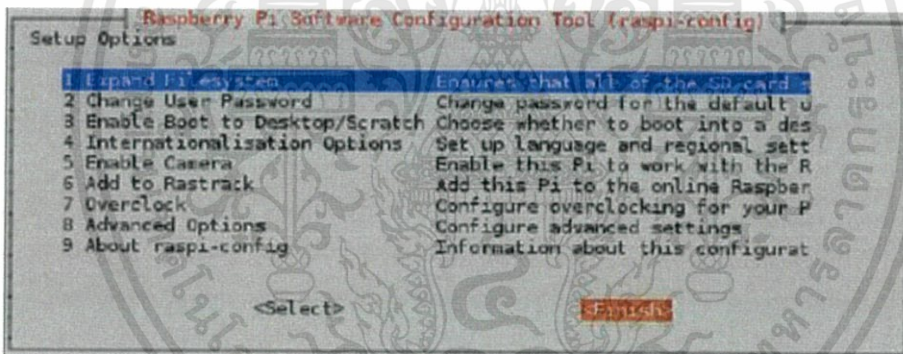 Raspberry Pi Software Configuration Tool (raspi-config)
Setup Options
1 Expand Filesystem Ensures that all of the SD card s
2 Change User Password Change password for the default u
3 Enable Boot to Desktop/Scratch Choose whether to boot into a des
4 Internationalisation Options Set up language and regional sett
5 Enable Camera Enable this Pi to work with the R
6 Add to Rastrack Add this Pi to the online Raspber
7 Overclock Configure overclocking for your P
8 Advanced Options Configure advanced settings
9 About raspi-config Information about this configurat
<Select> <Finish>